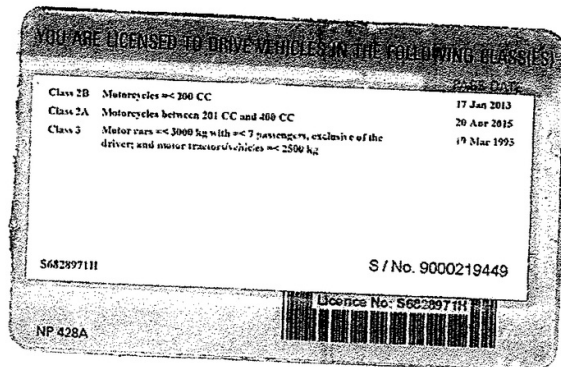 YOU ARE LICENSED TO DRIVE VEHICLES IN THE FOLLOWING CLASS(ES)
PASS DATE
Class 2B Motorcycles =< 200 CC 17 Jan 2013
Class 2A Motorcycles between 201 CC and 400 CC 20 Apr 2015
Class 3 Motor cars =< 3000 kg with =< 7 passengers, exclusive of the 19 Mar 1995
driver; and motor tractors/vehicles =< 2500 kg
S6828971H S / No. 9000219449
Licence No: S6828971H
NP 428A